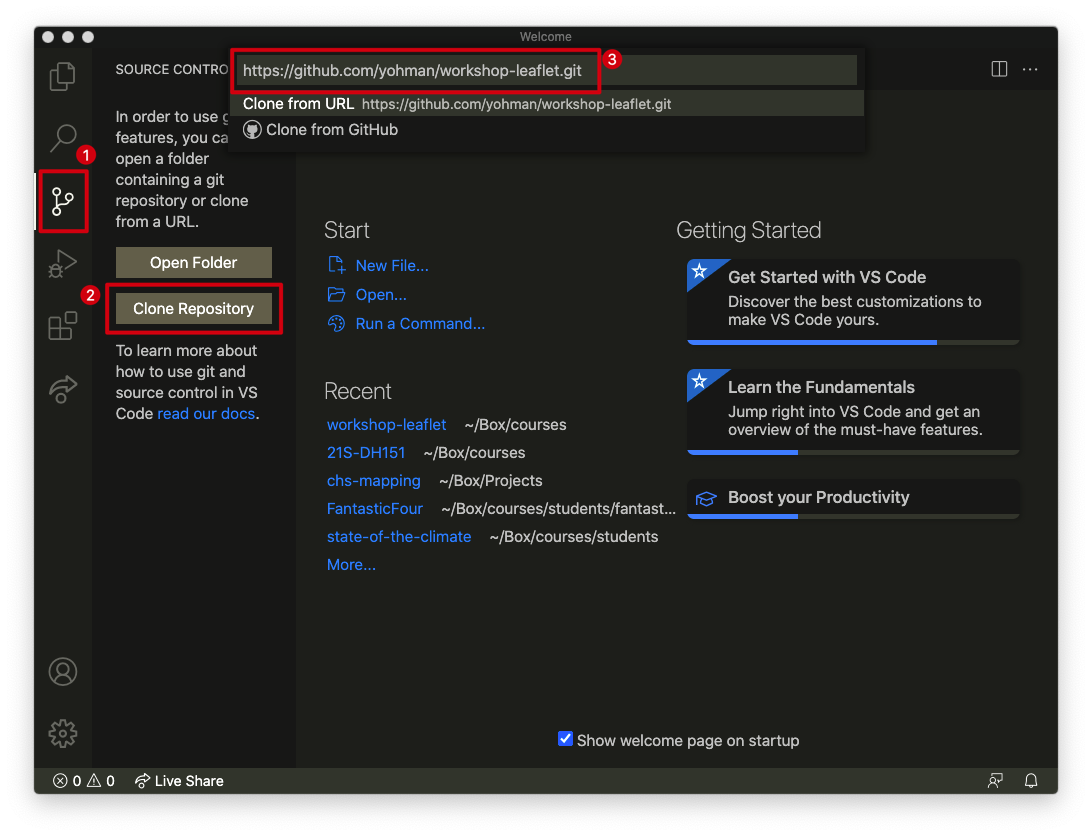 Welcome
SOURCE CONTRO
https://github.com/yohman/workshop-leaflet.git
3
Clone from URL https://github.com/yohman/workshop-leaflet.git
Clone from GitHub
1
In order to use g
features, you ca
open a folder
containing a git
repository or clone
from a URL.
Open Folder
2
Clone Repository
To learn more about
how to use git and
source control in VS
Code read our docs.
Start
New File...
Open...
Run a Command...
Recent
workshop-leaflet ~/Box/courses
21S-DH151 ~/Box/courses
chs-mapping ~/Box/Projects
FantasticFour ~/Box/courses/students/fantast...
state-of-the-climate ~/Box/courses/students
More...
Getting Started
Get Started with VS Code
Discover the best customizations to
make VS Code yours.
Learn the Fundamentals
Jump right into VS Code and get an
overview of the must-have features.
Boost your Productivity
Show welcome page on startup
0 0 Live Share